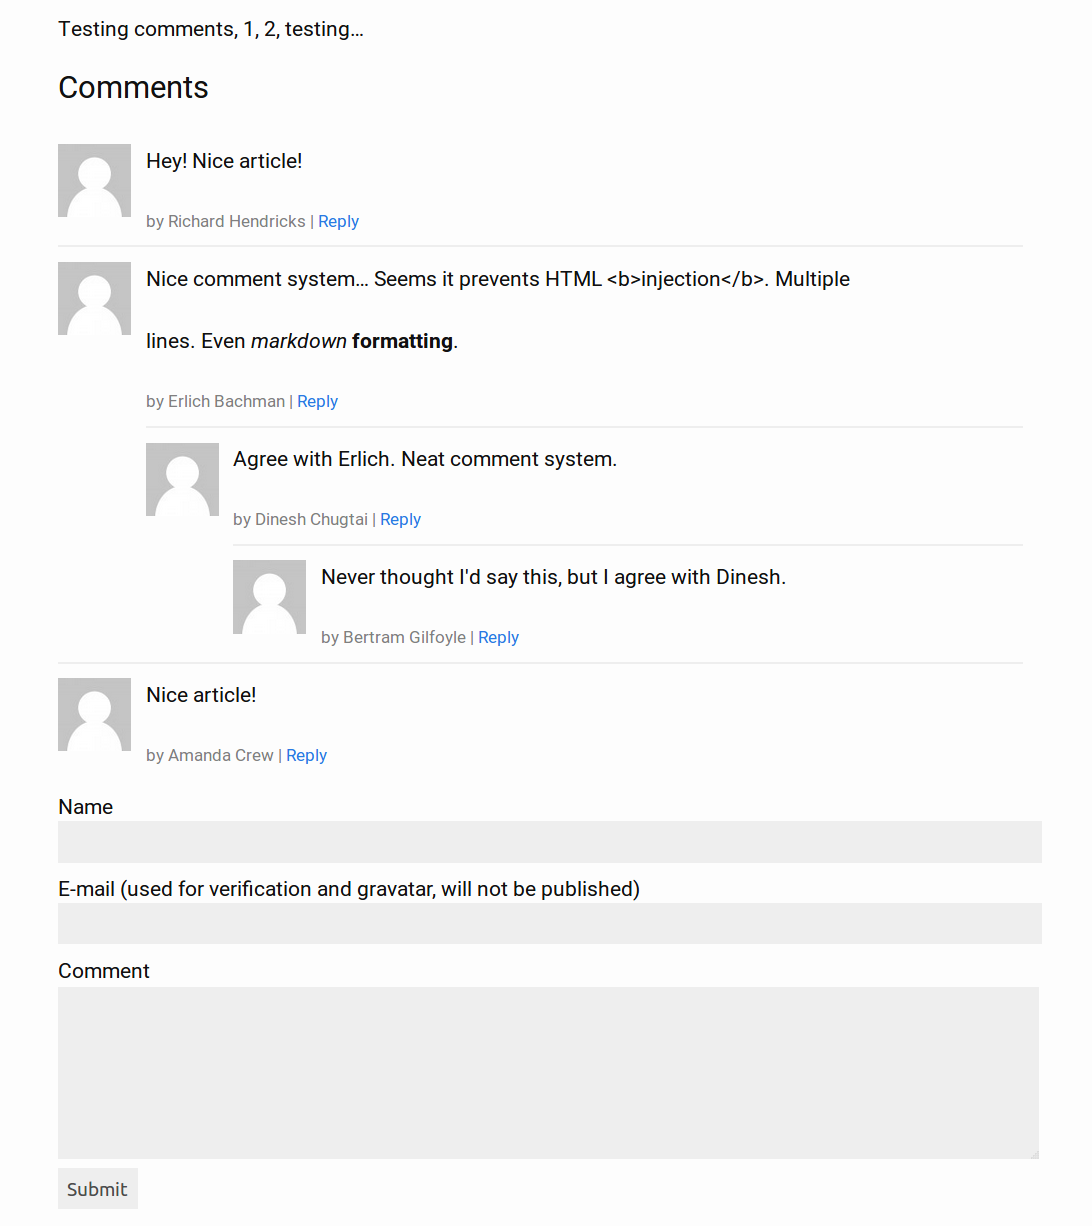 Testing comments, 1, 2, testing…
Comments
Hey! Nice article!
by Richard Hendricks | Reply
Nice comment system… Seems it prevents HTML <b>injection</b>. Multiple
lines. Even markdown formatting.
by Erlich Bachman | Reply
Agree with Erlich. Neat comment system.
by Dinesh Chugtai | Reply
Never thought I'd say this, but I agree with Dinesh.
by Bertram Gilfoyle | Reply
Nice article!
by Amanda Crew | Reply
Name
E-mail (used for verification and gravatar, will not be published)
Comment
Submit